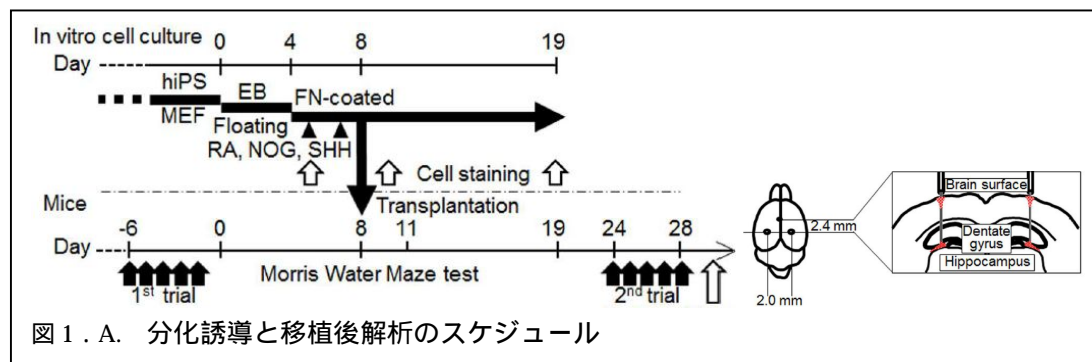 In vitro cell culture 0 4 8 19
Day
hiPS
MEF
EB
Floating
FN-coated
RA, NOG, SHH
Cell staining
Mice
Transplantation
Day
-6 0 8 11 19 24 28
1st trial
Morris Water Maze test
2nd trial
2.4 mm
2.0 mm
Brain surface
Dentate
gyrus
Hippocampus
図 1 . A. 分化誘導と移植後解析のスケジュール